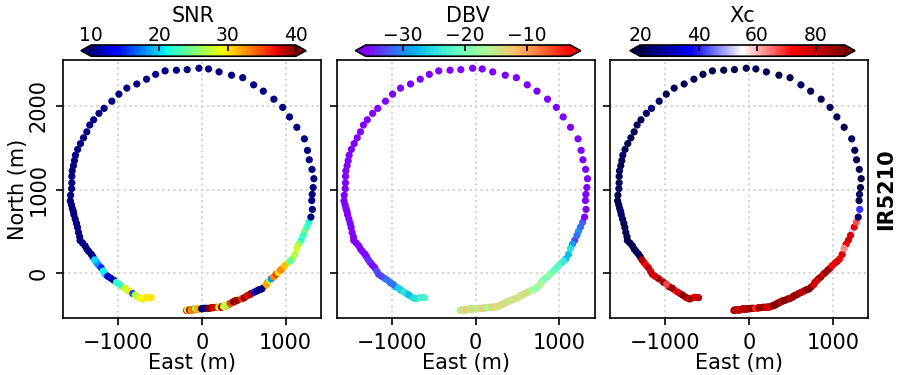 SNR DBV Xc
10 20 30 40 −30 −20 −10 20 40 60 80
North (m)
2000
1000
0
IR5210
−1000 0 1000 −1000 0 1000 −1000 0 1000
East (m) East (m) East (m)